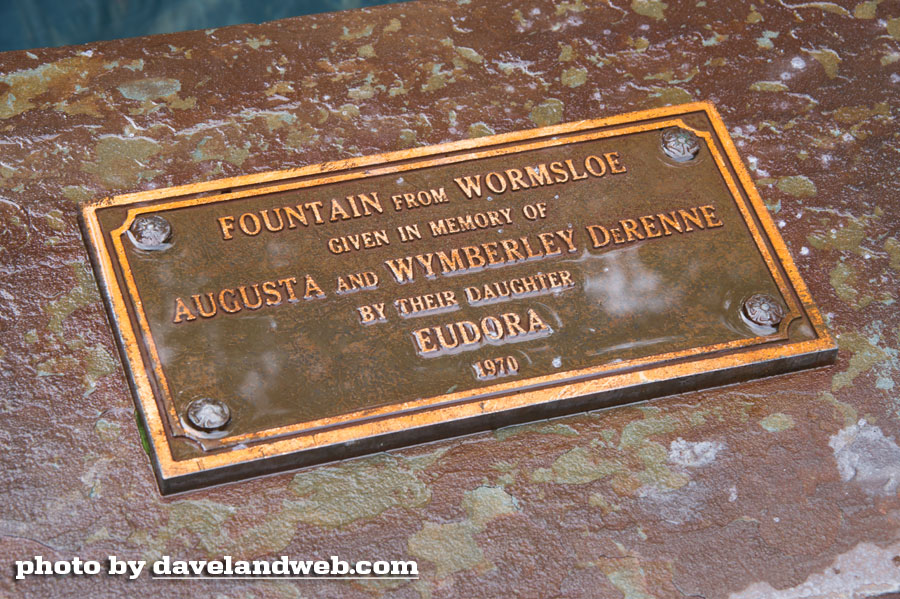 FOUNTAIN FROM WORMSLOE
GIVEN IN MEMORY OF
AUGUSTA AND WYMBERLEY DERENNE
BY THEIR DAUGHTER
EUDORA
1970
photo by davelandweb.com